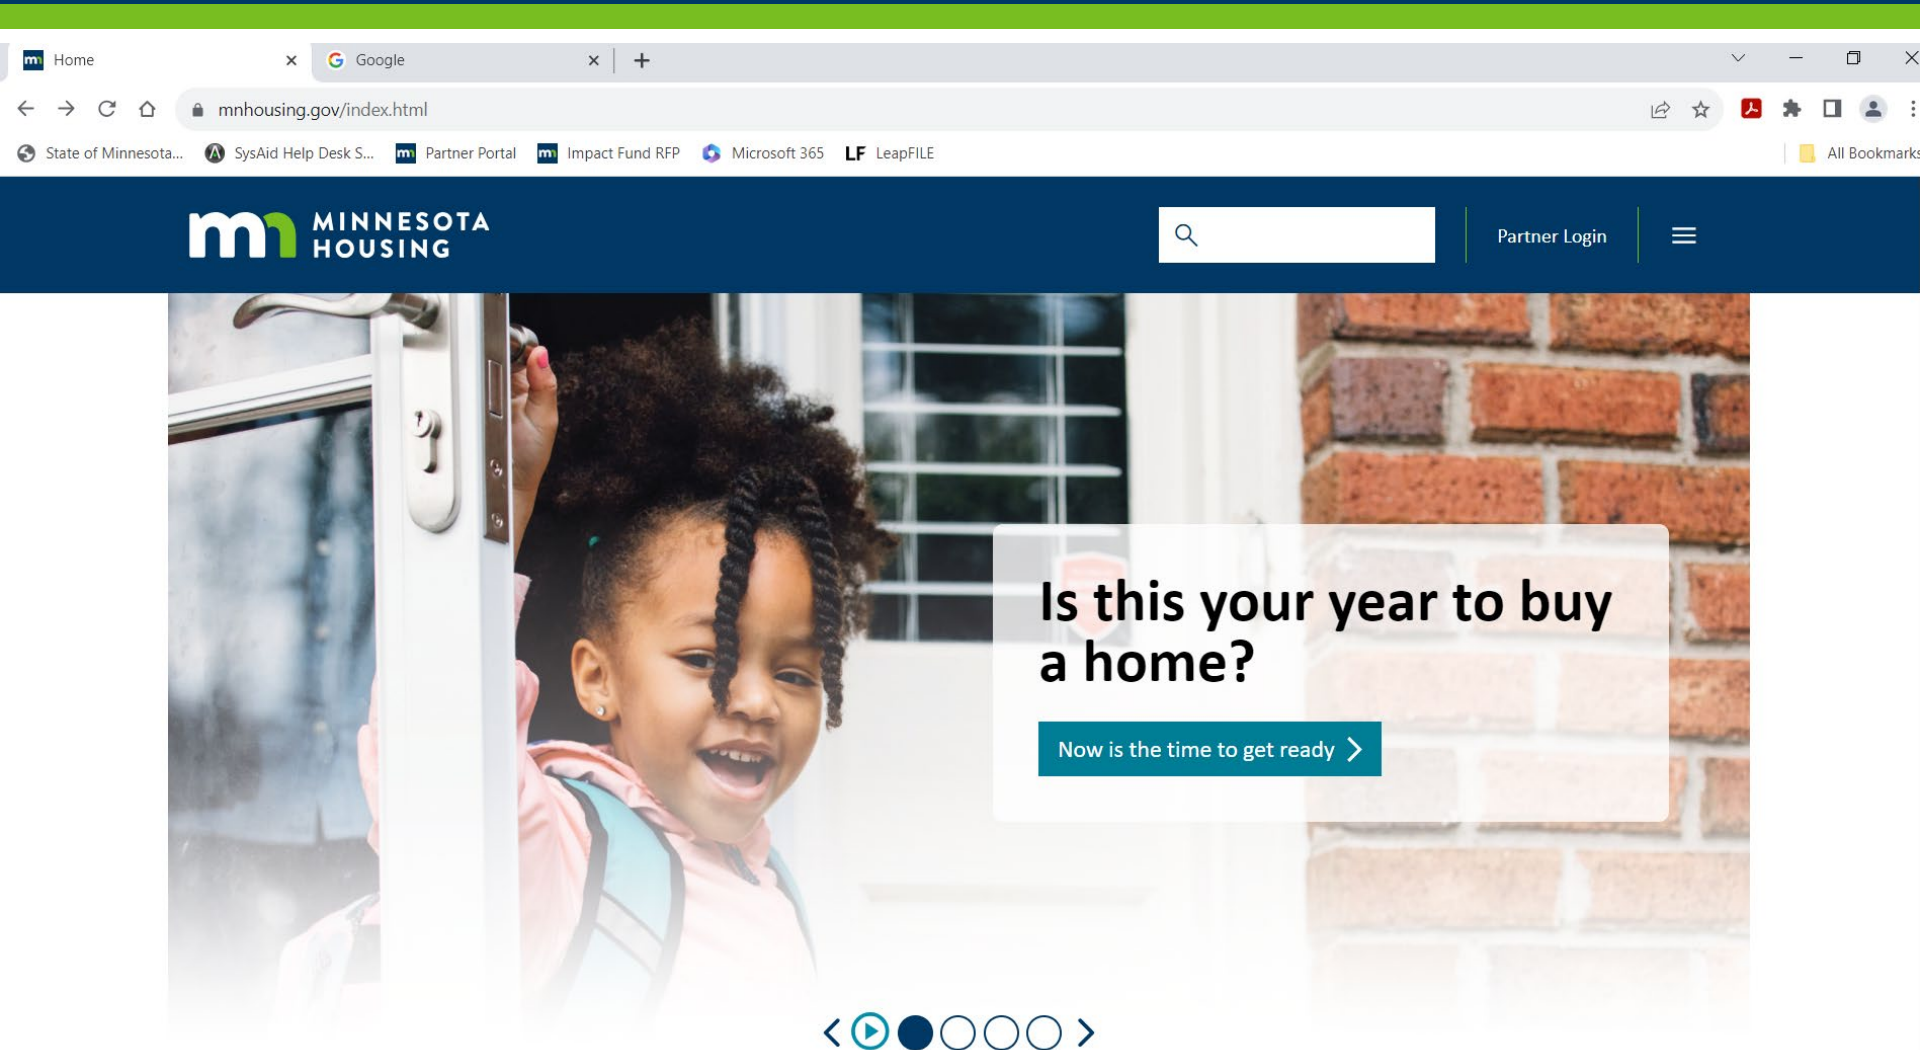 Home
Google
mnhousing.gov/index.html
State of Minnesota... SysAid Help Desk S... Partner Portal Impact Fund RFP Microsoft 365 LF LeapFILE All Bookmarks
mn MINNESOTA
HOUSING
Partner Login
Is this your year to buy
a home?
Now is the time to get ready